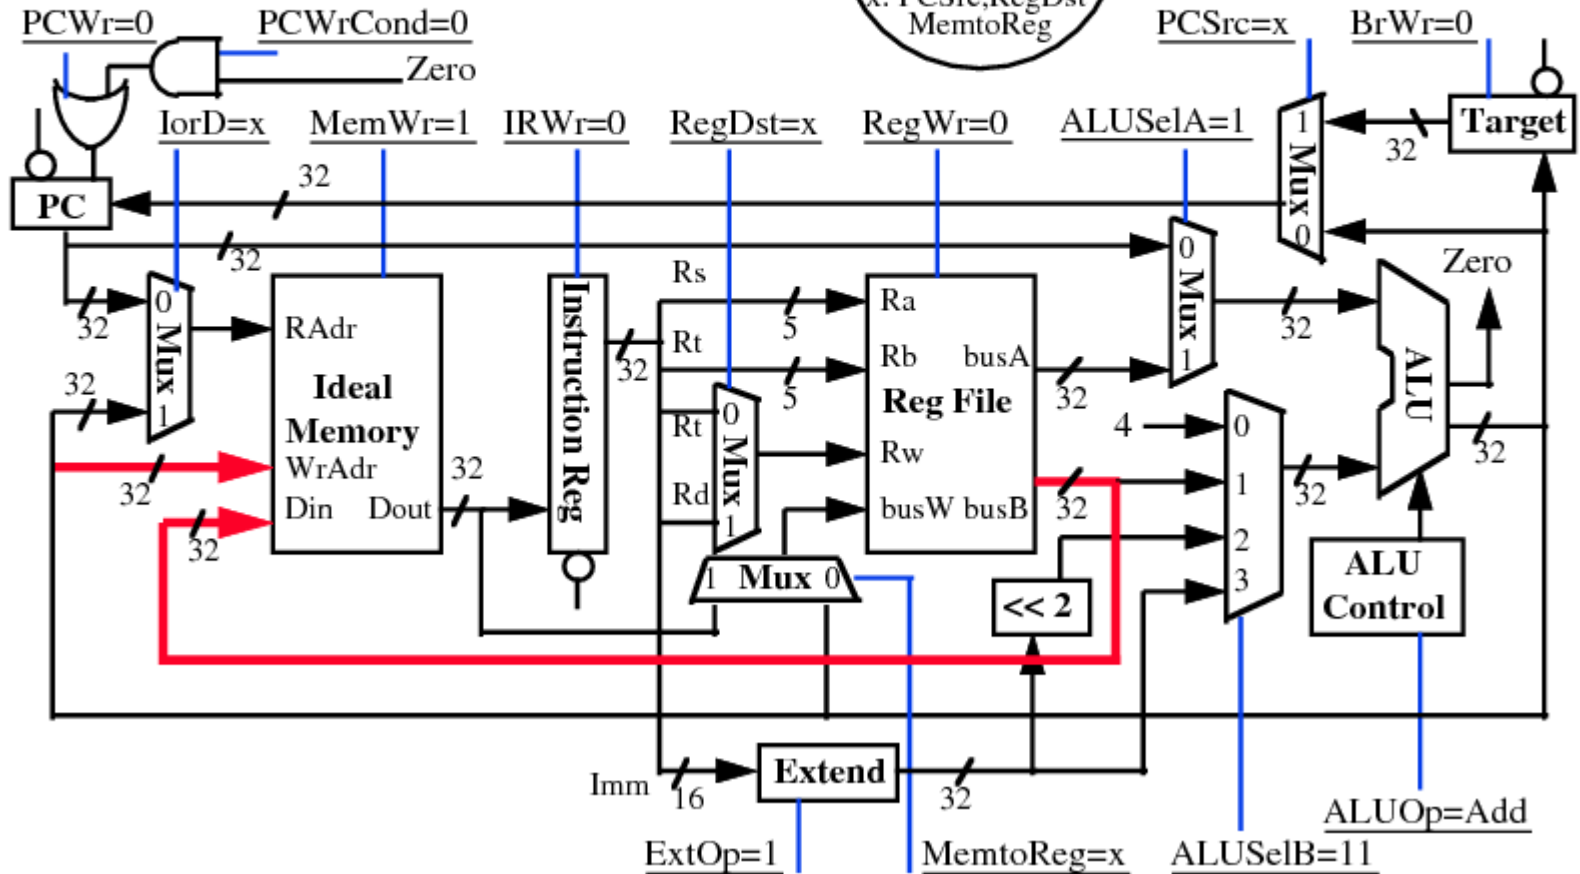 x: PCSrc,RegDst
MemtoReg
PCWr=0
PCWrCond=0
PCSrc=x
BrWr=0
Zero
IorD=x
MemWr=1
IRWr=0
RegDst=x
RegWr=0
ALUSelA=1
1
Mux
0
32
Target
PC
32
32
0
Mux
1
32
32
RAdr
Ideal
Memory
WrAdr
Din
Dout
32
32
32
Instruction Reg
32
Rs
Rt
Rt
Rd
5
5
0
Mux
1
Ra
Rb
busA
Reg File
Rw
busW
busB
32
32
0
Mux
1
32
4
0
1
2
3
32
Zero
ALU
32
1
Mux
0
<< 2
ALU
Control
Imm
16
Extend
32
ExtOp=1
MemtoReg=x
ALUSelB=11
ALUOp=Add